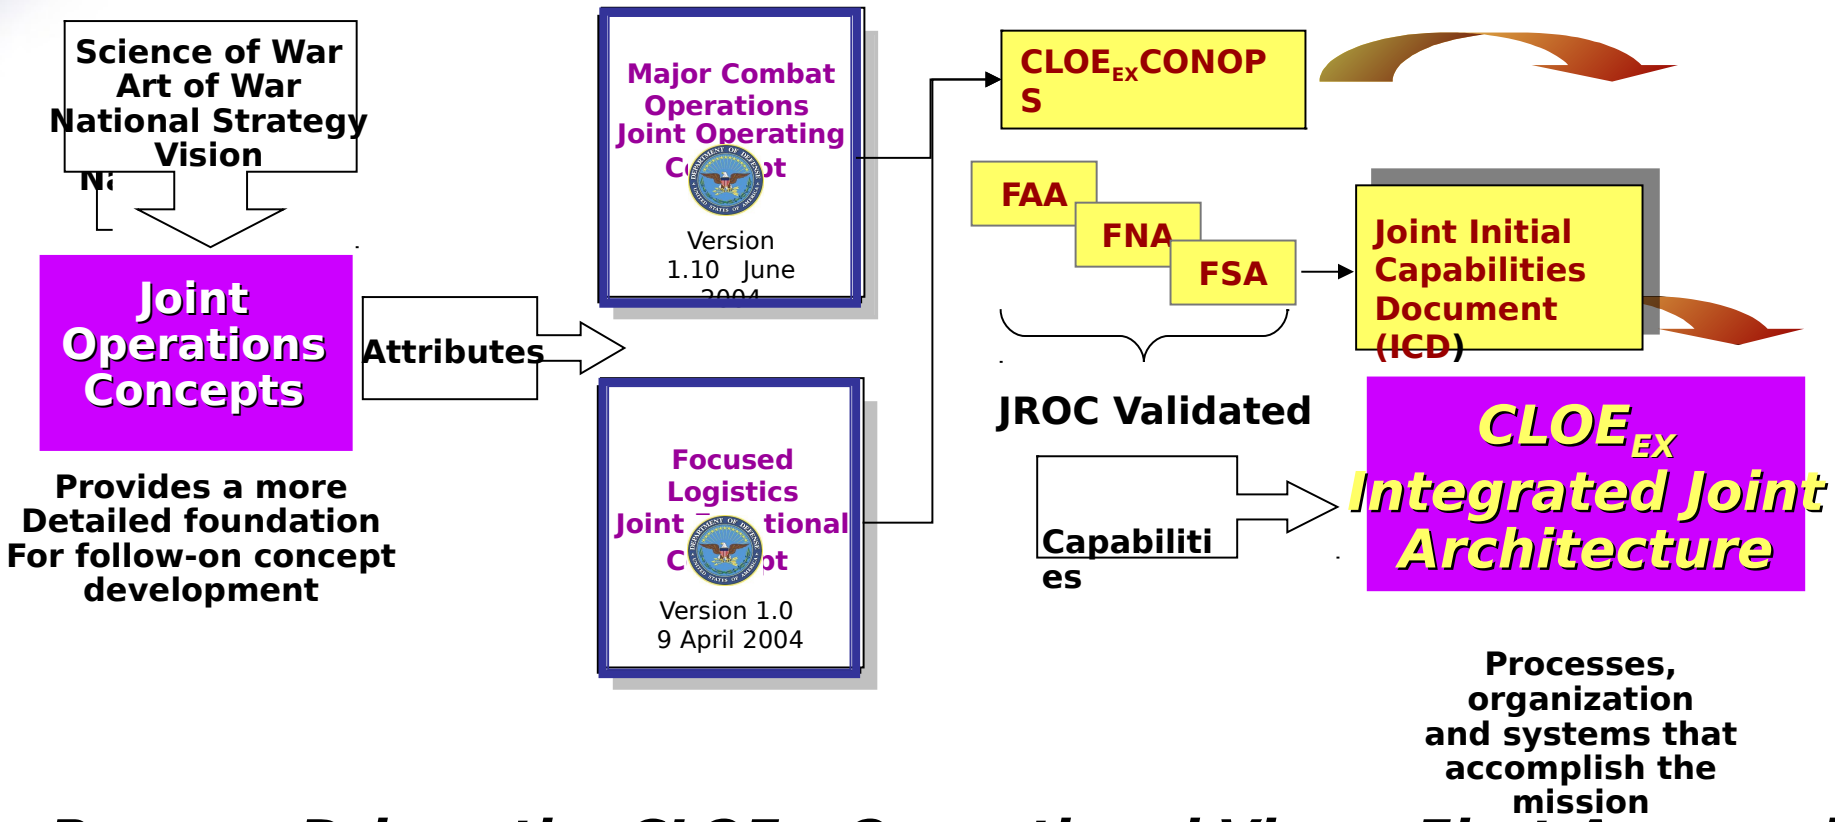 Science of War
Art of War
National Strategy
Vision
Joint
Operations
Concepts
Provides a more
Detailed foundation
For follow-on concept
development
Attributes
Major Combat
Operations
Joint Operating
Version
1.10 June
2004
Focused
Logistics
Joint
Version 1.0
9 April 2004
CLOEEXCONOP
S
FAA
FNA
FSA
JROC Validated
Capabiliti
es
Joint Initial
Capabilities
Document
(ICD)
CLOEEX
Integrated Joint
Architecture
Processes,
organization
and systems that
accomplish the
mission